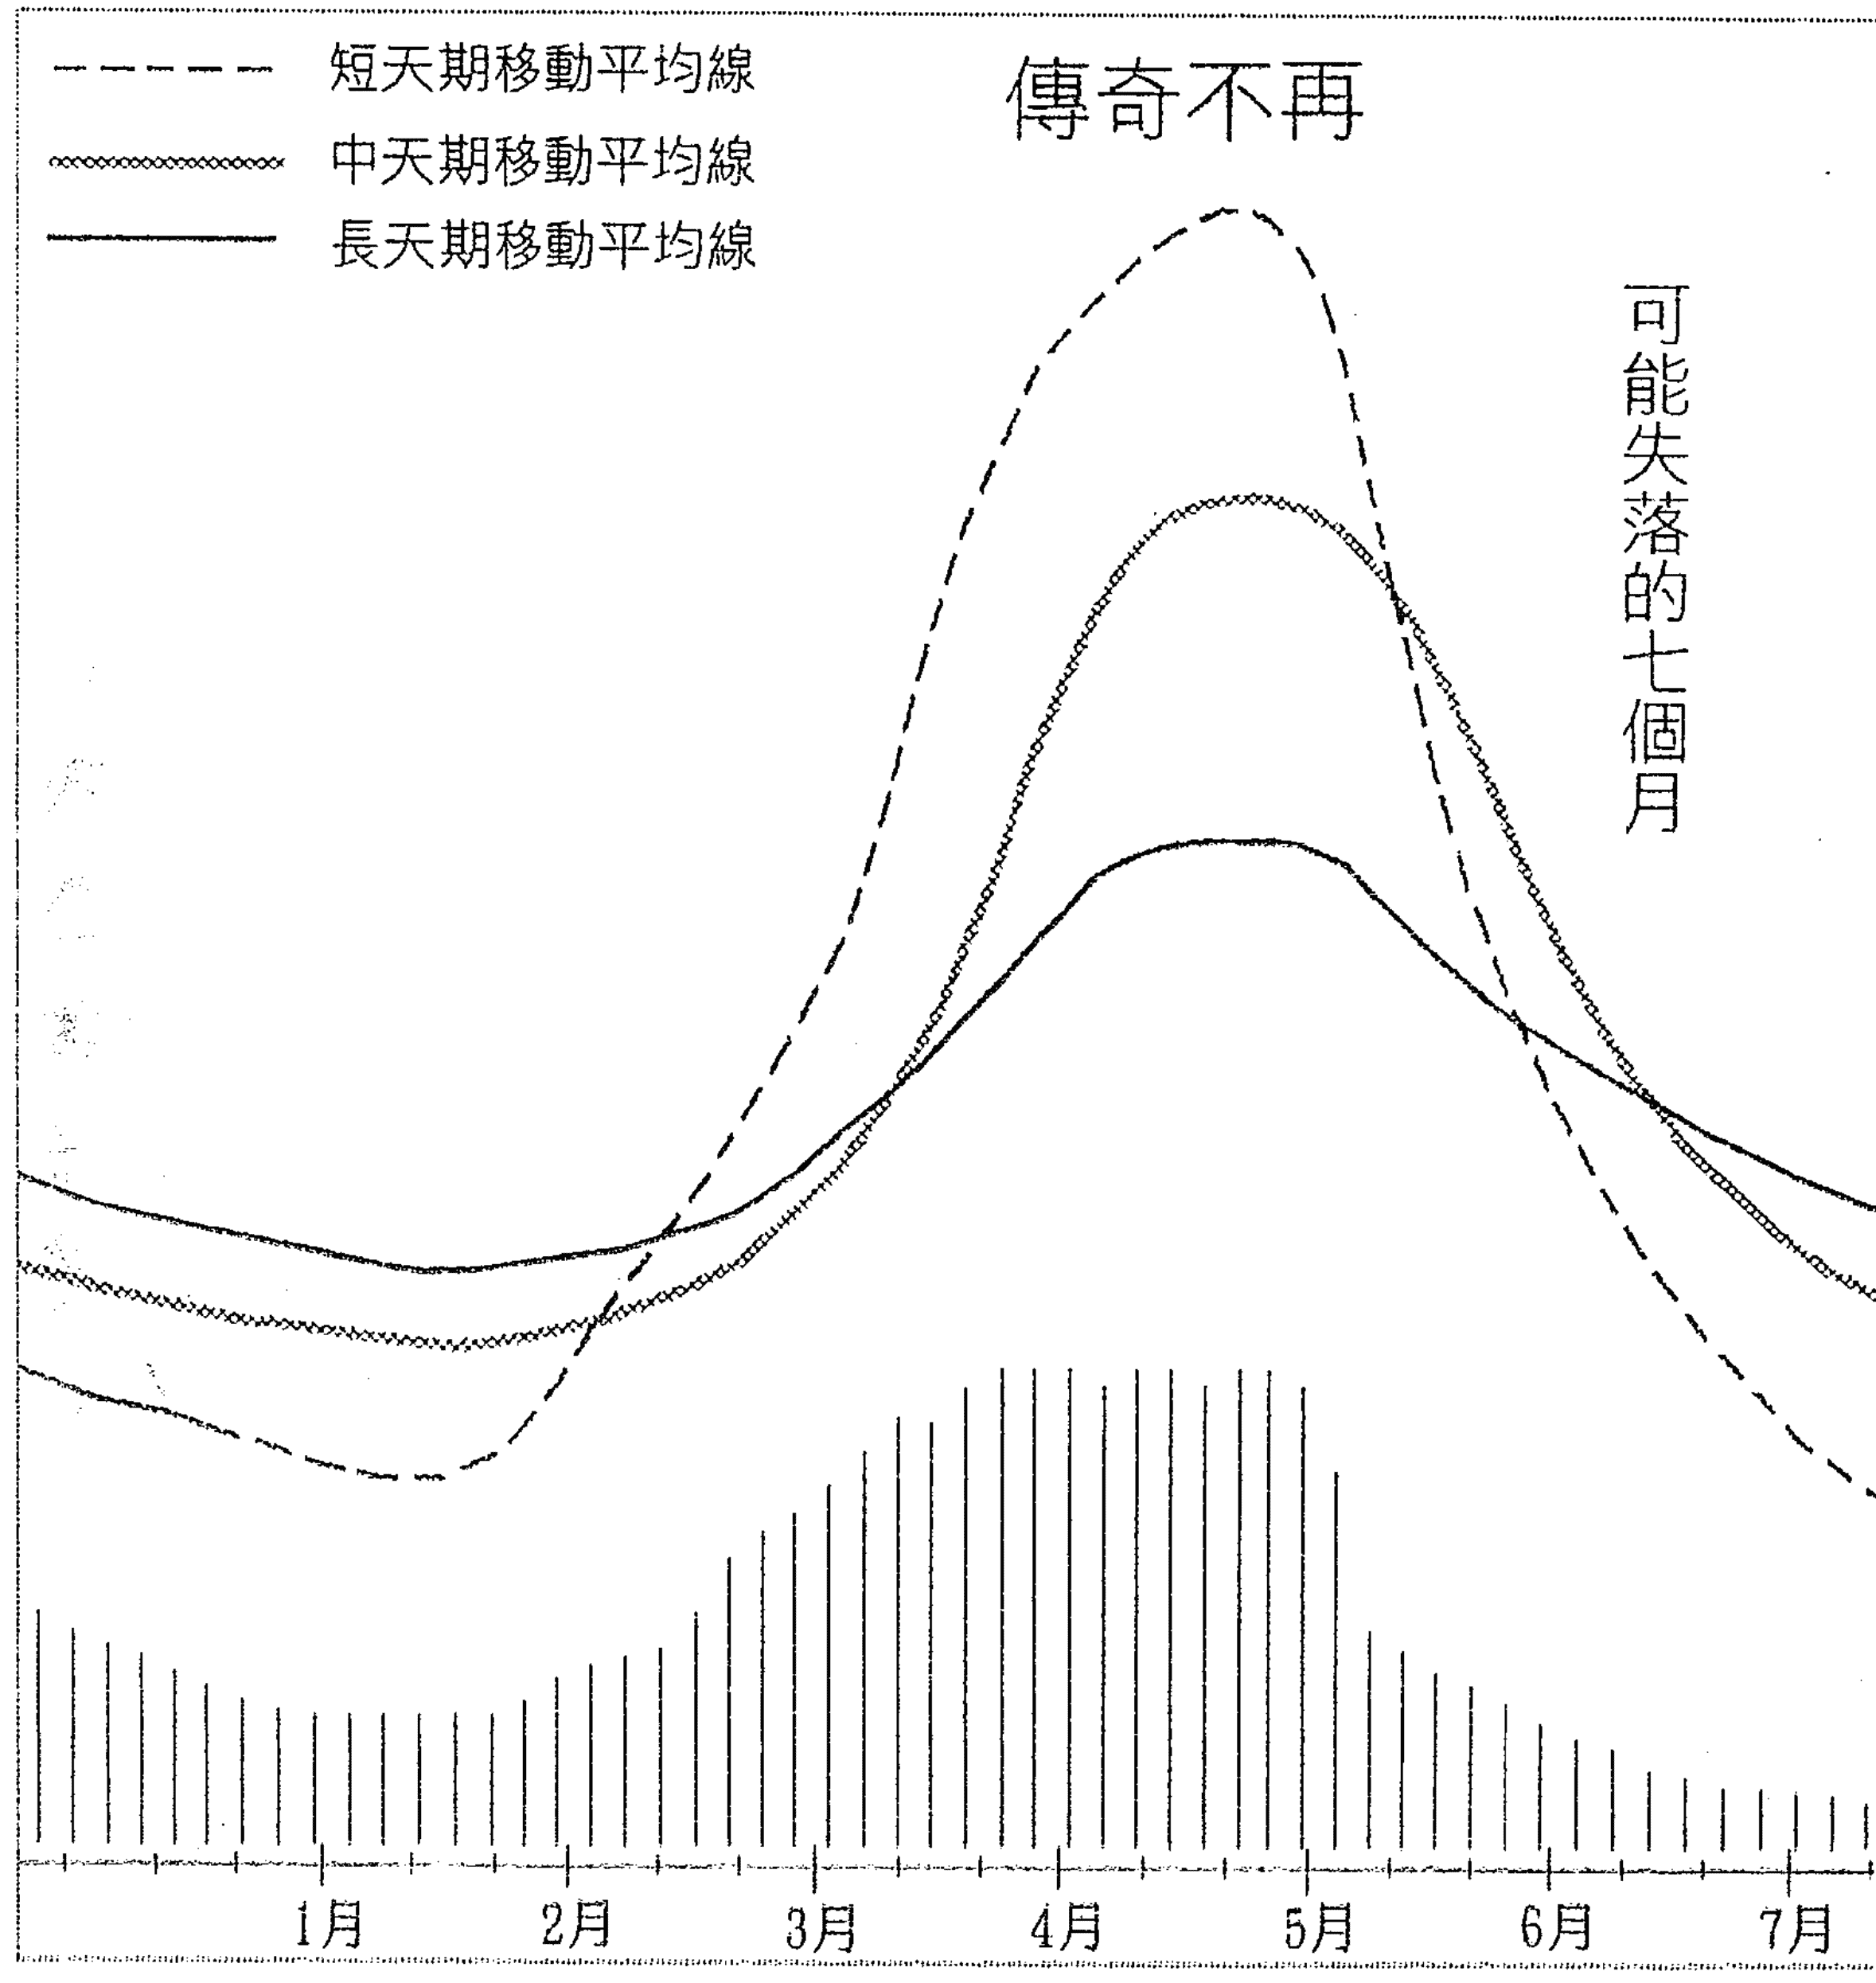 短天期移動平均線
中天期移動平均線
長天期移動平均線
傳奇不再
可能失落的七個月
1月 2月 3月 4月 5月 6月 7月